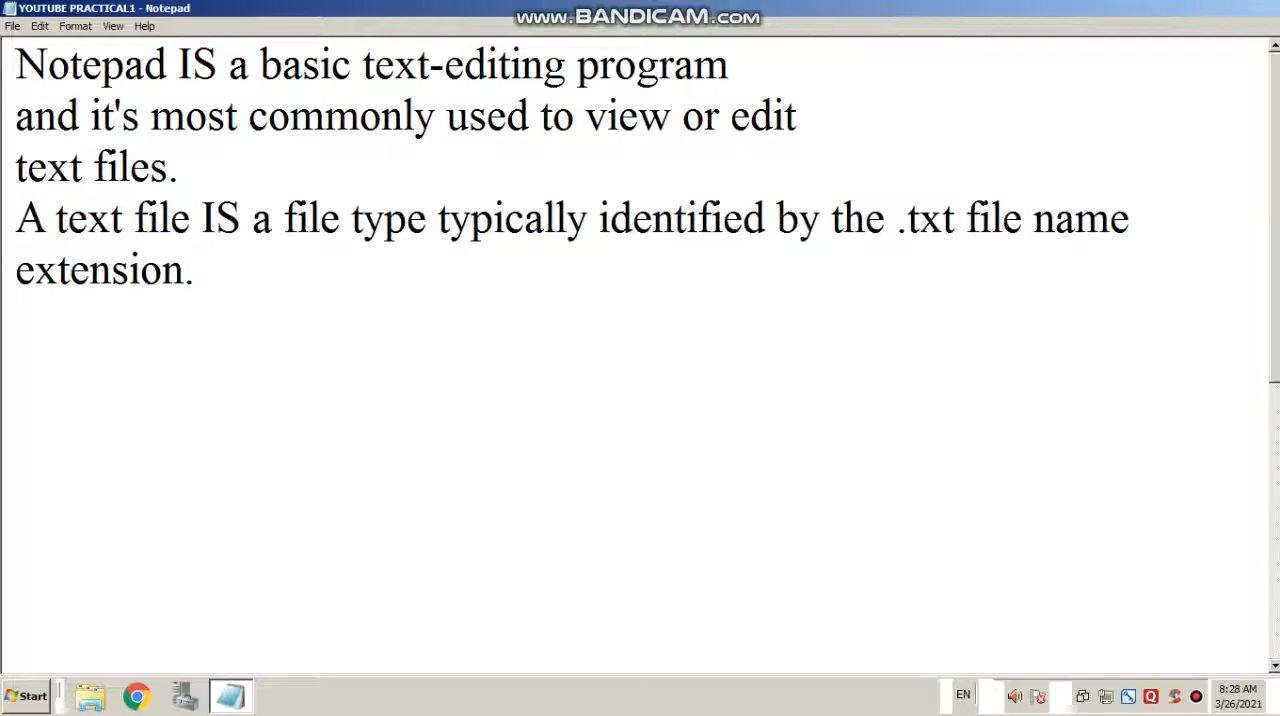 YOUTUBE PRACTICAL1 - Notepad
www.BANDICAM.com
File Edit Format View Help
Notepad IS a basic text-editing program
and it's most commonly used to view or edit
text files.
A text file IS a file type typically identified by the .txt file name
extension.
Start
EN
8:28 AM
3/26/2021